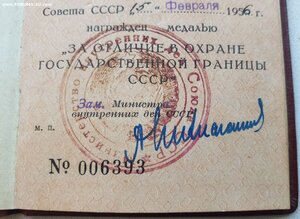 Совета СССР 15 " Февраля 1956 г.
награжден медалью
"ЗА ОТЛИЧИЕ В ОХРАНЕ
ГОСУДАРСТВЕННОЙ ГРАНИЦЫ
СССР"
Зам. Министра
внутренних дел СССР
м. п.
№ 006393